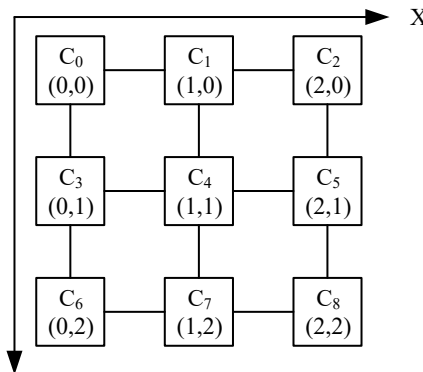 X
C₀
(0,0)
C₁
(1,0)
C₂
(2,0)
C₃
(0,1)
C₄
(1,1)
C₅
(2,1)
C₆
(0,2)
C₇
(1,2)
C₈
(2,2)